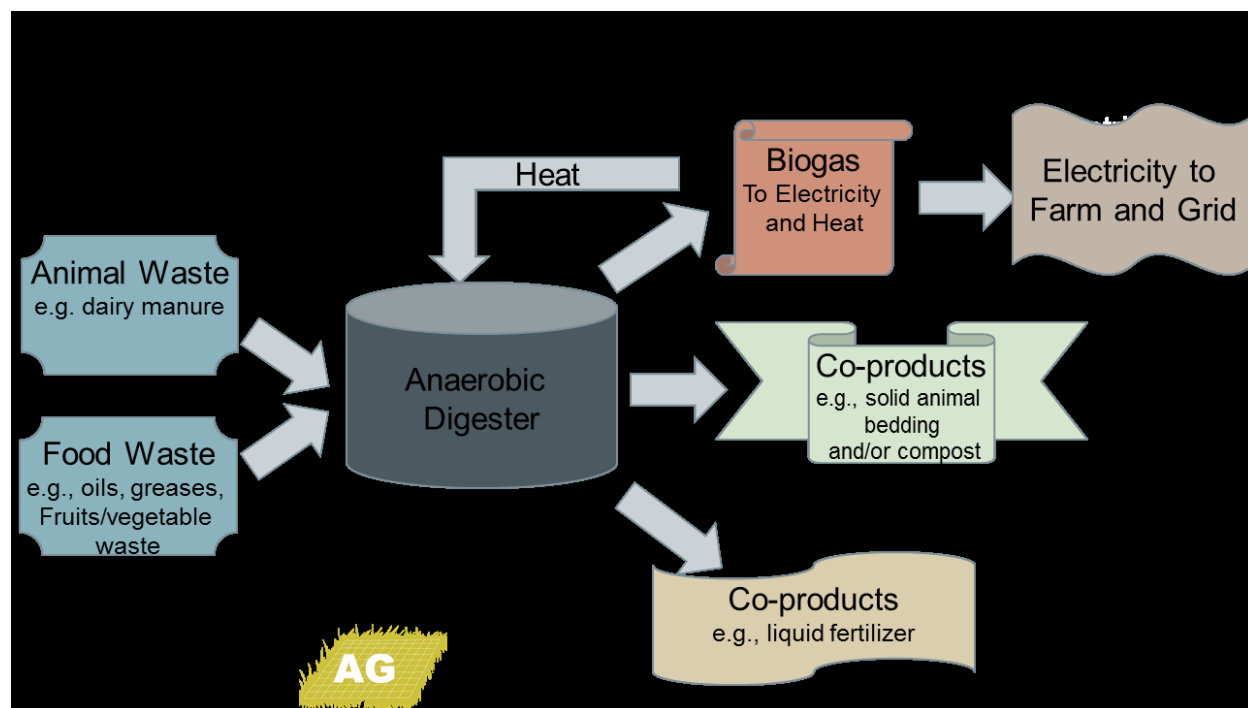 Heat
Biogas
To Electricity
and Heat
Electricity to
Farm and Grid
Animal Waste
e.g. dairy manure
Anaerobic
Digester
Food Waste
e.g., oils, greases,
Fruits/vegetable
waste
Co-products
e.g., solid animal
bedding
and/or compost
Co-products
e.g., liquid fertilizer
AG